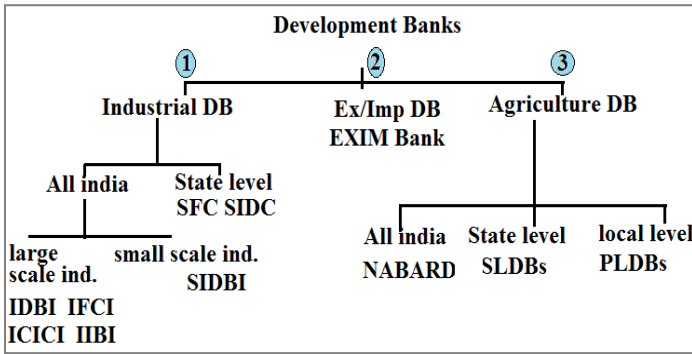 Development Banks
1 2 3
Industrial DB
Ex/Imp DB
EXIM Bank
Agriculture DB
All india
State level
SFC SIDC
large
scale ind.
IDBI IFCI
ICICI IIBI
small scale ind.
SIDBI
All india
NABARD
State level
SLDBs
local level
PLDBs